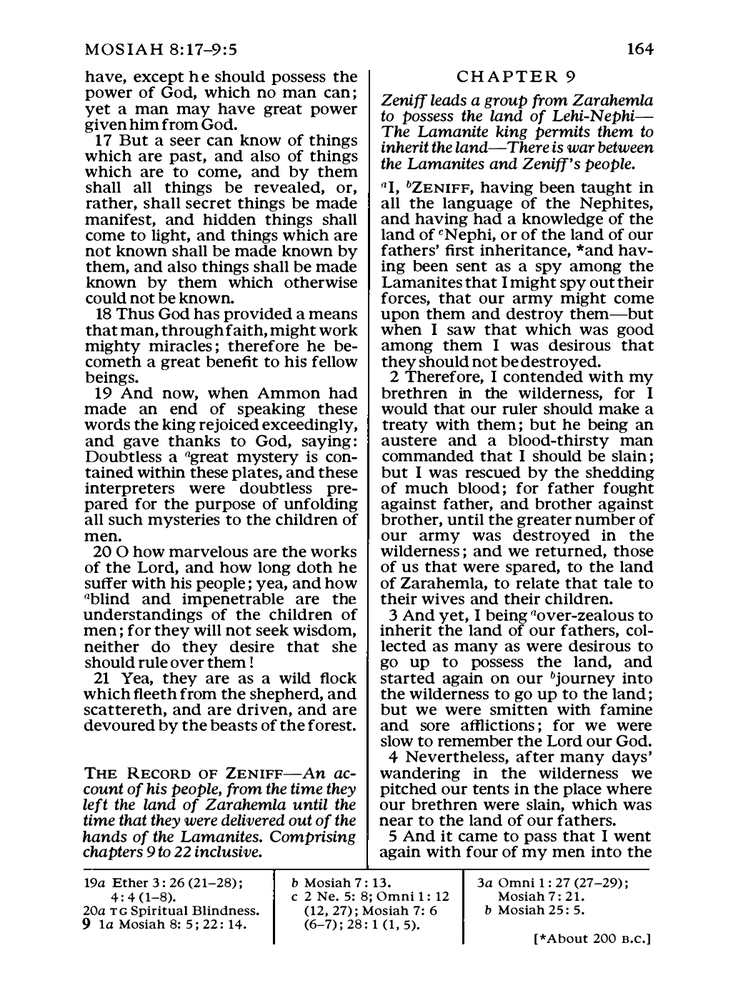 MOSIAH 8:17–9:5
164
have, except he should possess the
power of God, which no man can;
yet a man may have great power
given him from God.
17 But a seer can know of things
which are past, and also of things
which are to come, and by them
shall all things be revealed, or,
rather, shall secret things be made
manifest, and hidden things shall
come to light, and things which are
not known shall be made known by
them, and also things shall be made
known by them which otherwise
could not be known.
18 Thus God has provided a means
that man, through faith, might work
mighty miracles; therefore he be-
cometh a great benefit to his fellow
beings.
19 And now, when Ammon had
made an end of speaking these
words the king rejoiced exceedingly,
and gave thanks to God, saying:
Doubtless a agreat mystery is con-
tained within these plates, and these
interpreters were doubtless pre-
pared for the purpose of unfolding
all such mysteries to the children of
men.
20 O how marvelous are the works
of the Lord, and how long doth he
suffer with his people; yea, and how
ablind and impenetrable are the
understandings of the children of
men; for they will not seek wisdom,
neither do they desire that she
should rule over them!
21 Yea, they are as a wild flock
which fleeth from the shepherd, and
scattereth, and are driven, and are
devoured by the beasts of the forest.
THE RECORD OF ZENIFF—An ac-
count of his people, from the time they
left the land of Zarahemla until the
time that they were delivered out of the
hands of the Lamanites. Comprising
chapters 9 to 22 inclusive.
CHAPTER 9
Zeniff leads a group from Zarahemla
to possess the land of Lehi-Nephi—
The Lamanite king permits them to
inherit the land—There is war between
the Lamanites and Zeniff's people.
aI, bZENIFF, having been taught in
all the language of the Nephites,
and having had a knowledge of the
land of cNephi, or of the land of our
fathers' first inheritance, *and hav-
ing been sent as a spy among the
Lamanites that I might spy out their
forces, that our army might come
upon them and destroy them—but
when I saw that which was good
among them I was desirous that
they should not be destroyed.
2 Therefore, I contended with my
brethren in the wilderness, for I
would that our ruler should make a
treaty with them; but he being an
austere and a blood-thirsty man
commanded that I should be slain;
but I was rescued by the shedding
of much blood; for father fought
against father, and brother against
brother, until the greater number of
our army was destroyed in the
wilderness; and we returned, those
of us that were spared, to the land
of Zarahemla, to relate that tale to
their wives and their children.
3 And yet, I being aover-zealous to
inherit the land of our fathers, col-
lected as many as were desirous to
go up to possess the land, and
started again on our bjourney into
the wilderness to go up to the land;
but we were smitten with famine
and sore afflictions; for we were
slow to remember the Lord our God.
4 Nevertheless, after many days'
wandering in the wilderness we
pitched our tents in the place where
our brethren were slain, which was
near to the land of our fathers.
5 And it came to pass that I went
again with four of my men into the
19a Ether 3:26 (21–28);
4:4 (1–8).
20a TG Spiritual Blindness.
9 1a Mosiah 8:5; 22:14.
b Mosiah 7:13.
c 2 Ne. 5:8; Omni 1:12
(12, 27); Mosiah 7:6
(6–7); 28:1 (1, 5).
3a Omni 1:27 (27–29);
Mosiah 7:21.
b Mosiah 25:5.
[*About 200 B.C.]